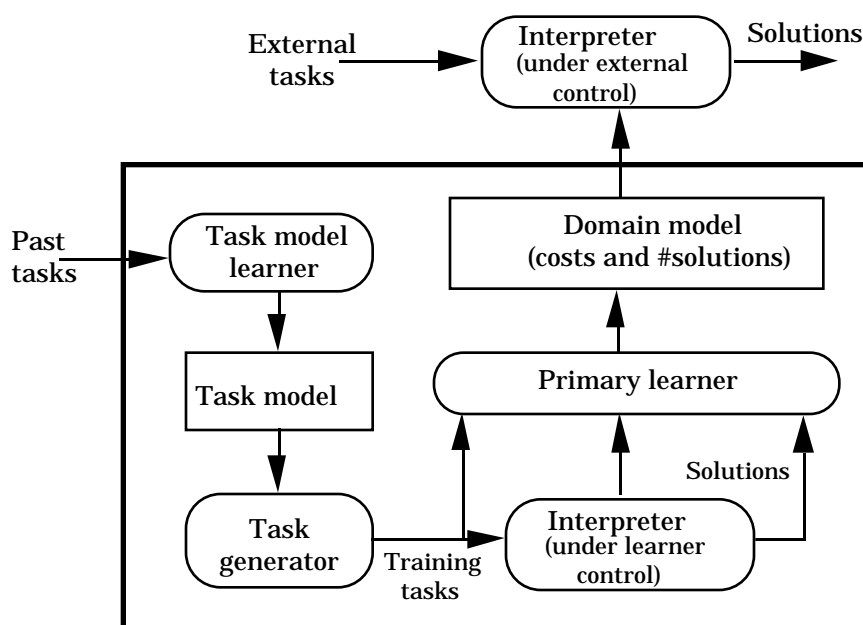 External
tasks
Interpreter
(under external
control)
Solutions
Past
tasks
Task model
learner
Domain model
(costs and #solutions)
Task model
Primary learner
Solutions
Task
generator
Training
tasks
Interpreter
(under learner
control)